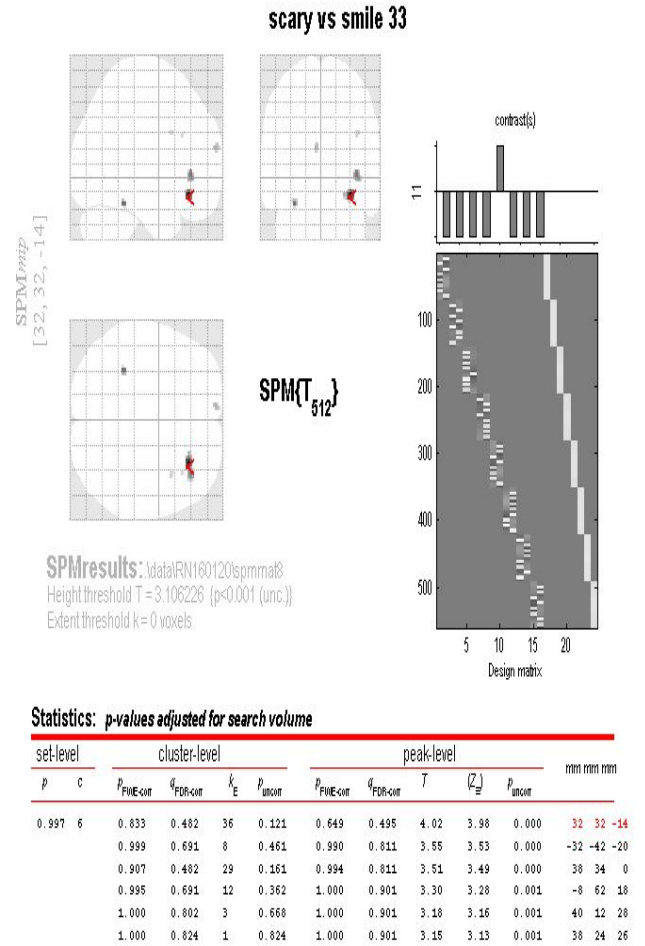 scary vs smile 33
contrast(s)
11
SPMmip
[32, 32, -14]
SPM{T512}
100
200
300
400
500
5 10 15 20
Design matrix
SPMresults: .\data\RN160120\spmmat8
Height threshold T = 3.106226 {p<0.001 (unc.)}
Extent threshold k = 0 voxels
Statistics: p-values adjusted for search volume
set-level cluster-level peak-level mm mm mm
p c pFWE-corr qFDR-corr kE puncorr pFWE-corr qFDR-corr T (Z≡) puncorr
0.997 6 0.833 0.482 36 0.121 0.649 0.495 4.02 3.98 0.000 32 32 -14
0.999 0.691 8 0.461 0.990 0.811 3.55 3.53 0.000 -32 -42 -20
0.907 0.482 29 0.161 0.994 0.811 3.51 3.49 0.000 38 34 0
0.995 0.691 12 0.362 1.000 0.901 3.30 3.28 0.001 -8 62 18
1.000 0.802 3 0.668 1.000 0.901 3.18 3.16 0.001 40 12 28
1.000 0.824 1 0.824 1.000 0.901 3.15 3.13 0.001 38 24 26